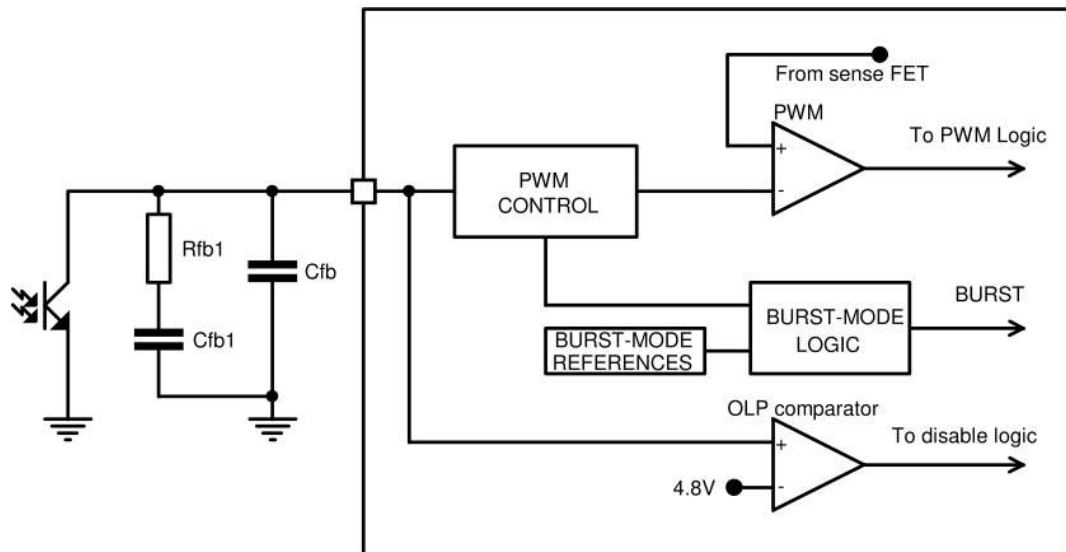 From sense FET
PWM
+
-
To PWM Logic
PWM
CONTROL
Rfb1
Cfb
Cfb1
BURST
BURST-MODE
LOGIC
BURST-MODE
REFERENCES
OLP comparator
+
-
To disable logic
4.8V